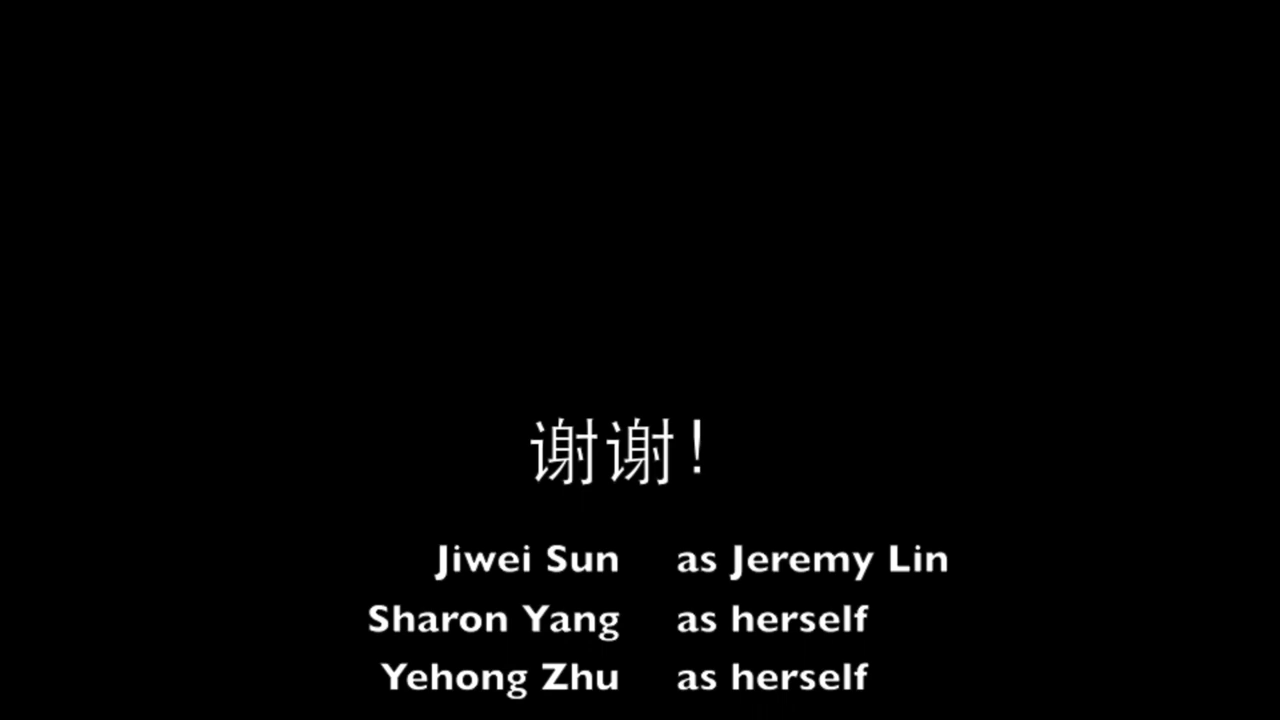 谢谢!
Jiwei Sun as Jeremy Lin
Sharon Yang as herself
Yehong Zhu as herself